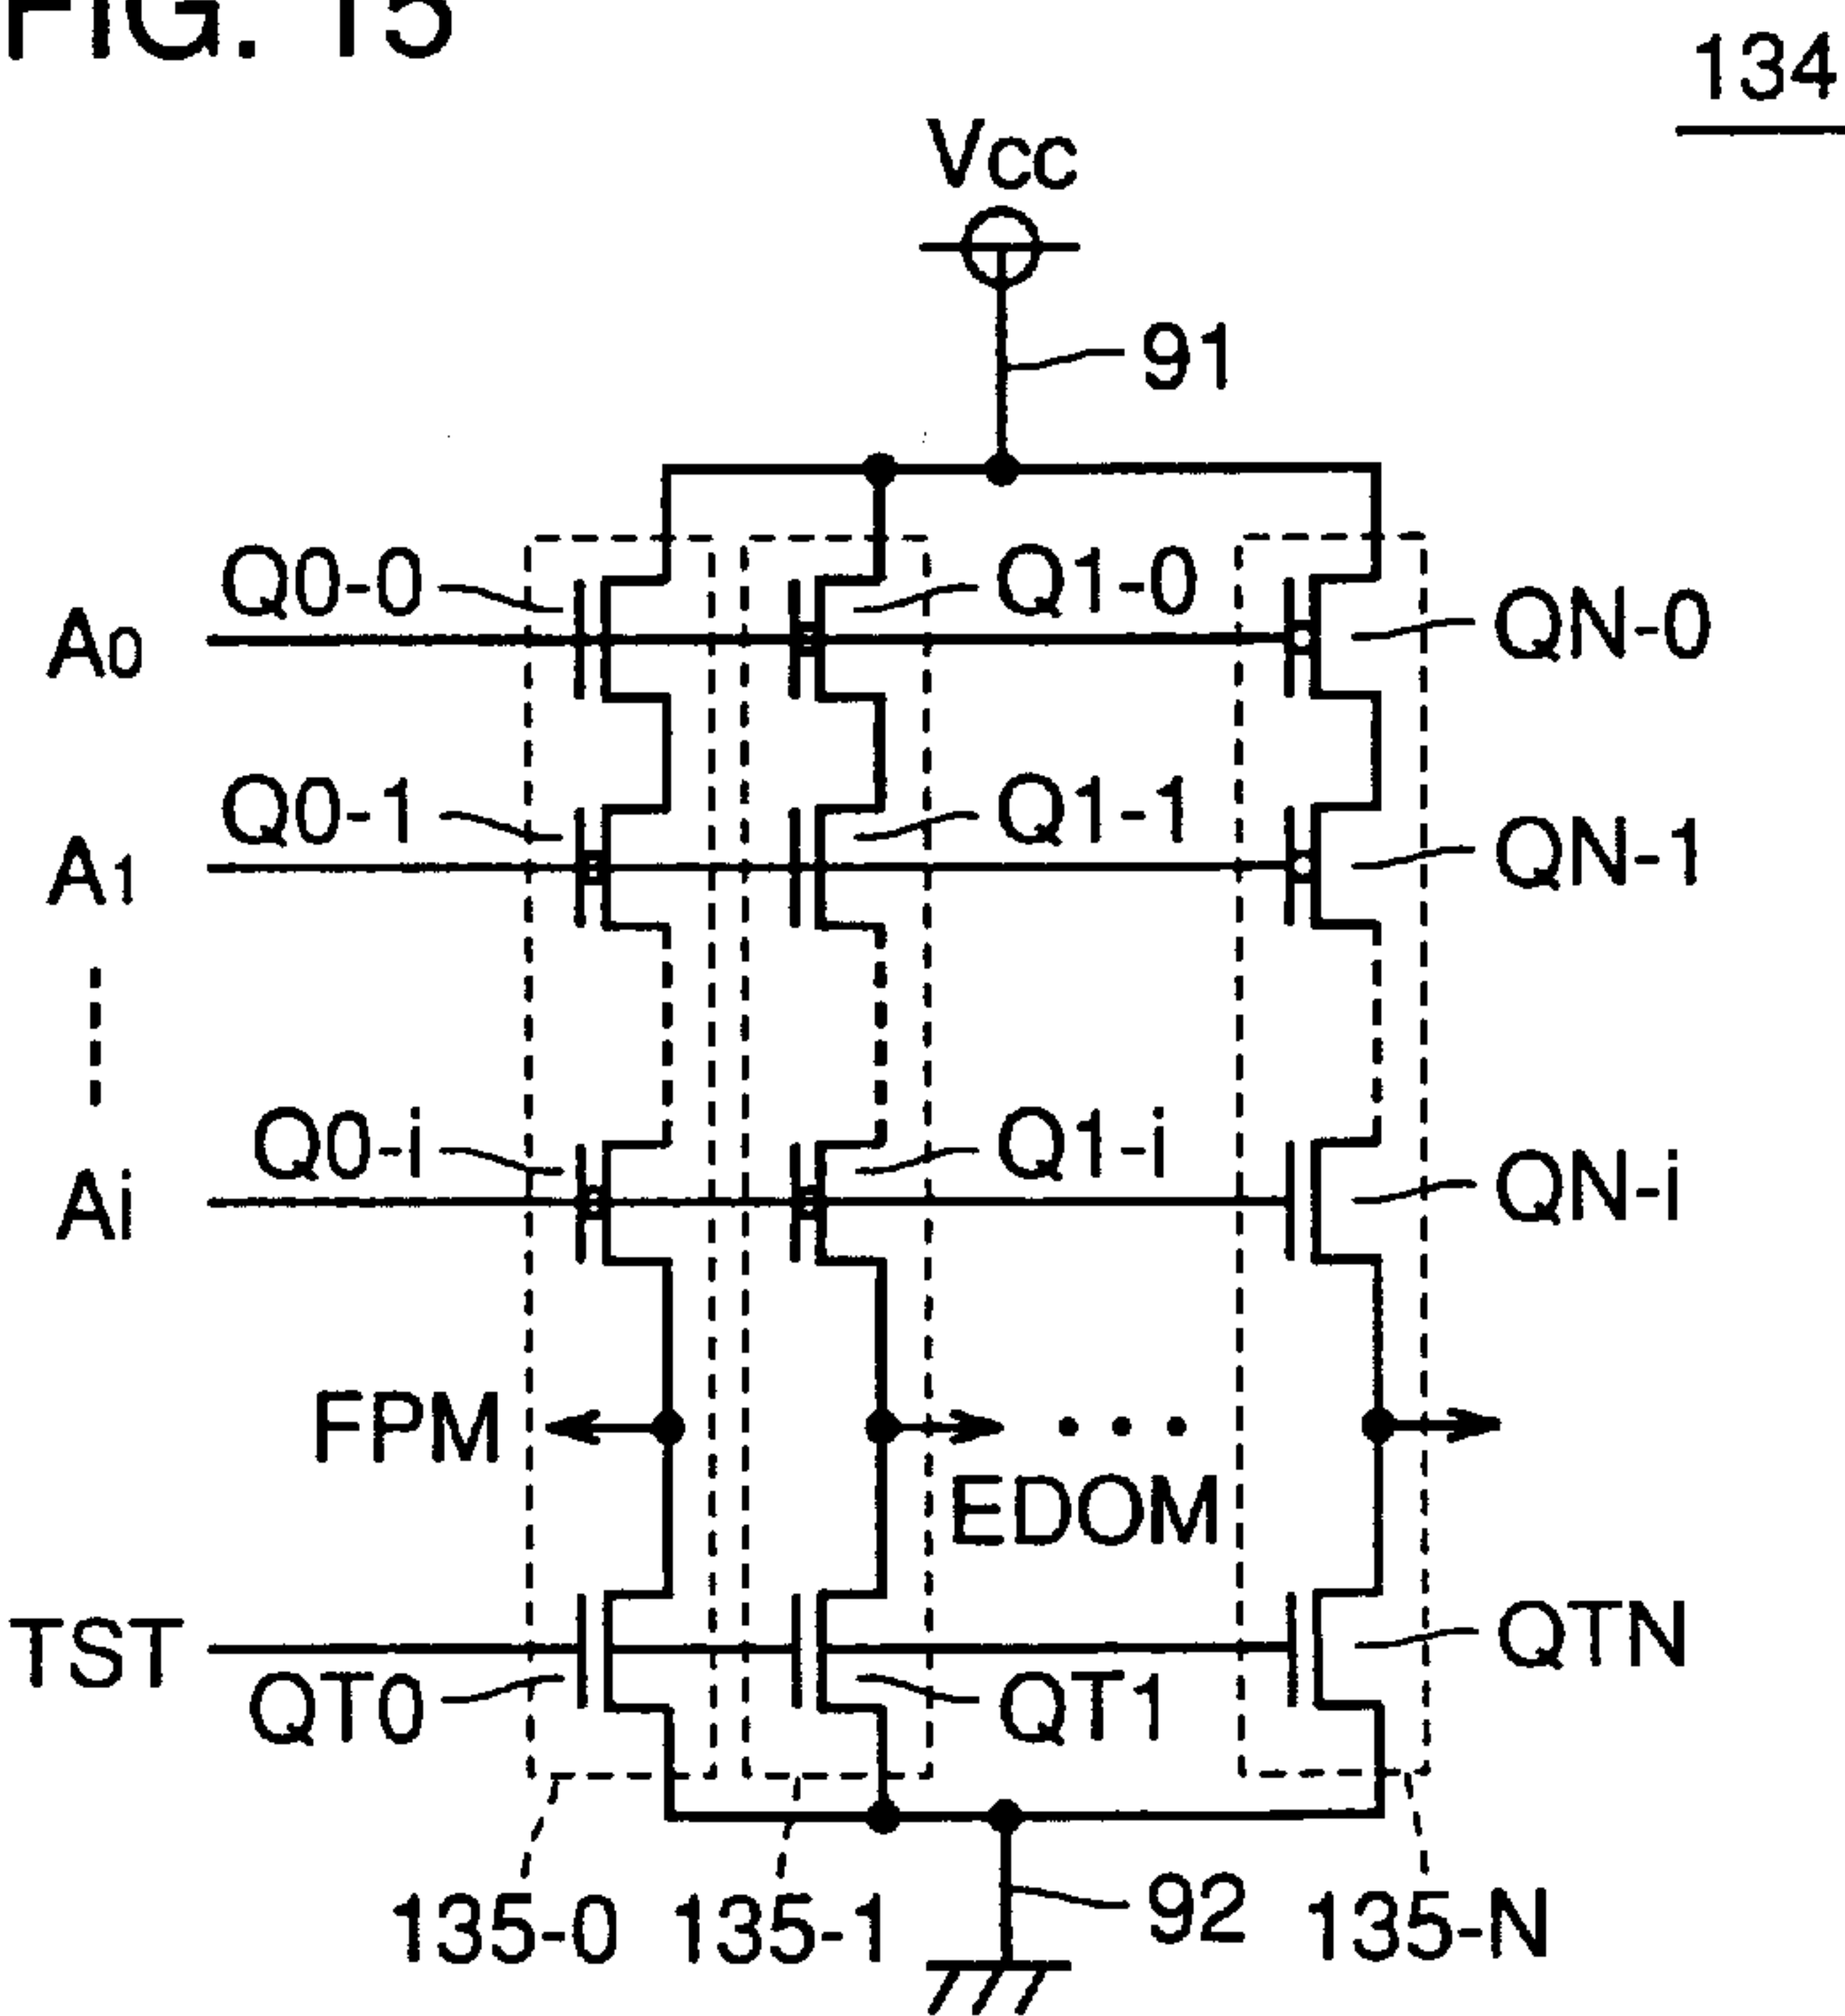 FIG. 15
134
Vcc
91
Q0-0
Q1-0
QN-0
A0
Q0-1
Q1-1
QN-1
A1
Q0-i
Q1-i
QN-i
Ai
FPM
EDOM
TST
QT0
QT1
QTN
135-0
135-1
92
135-N